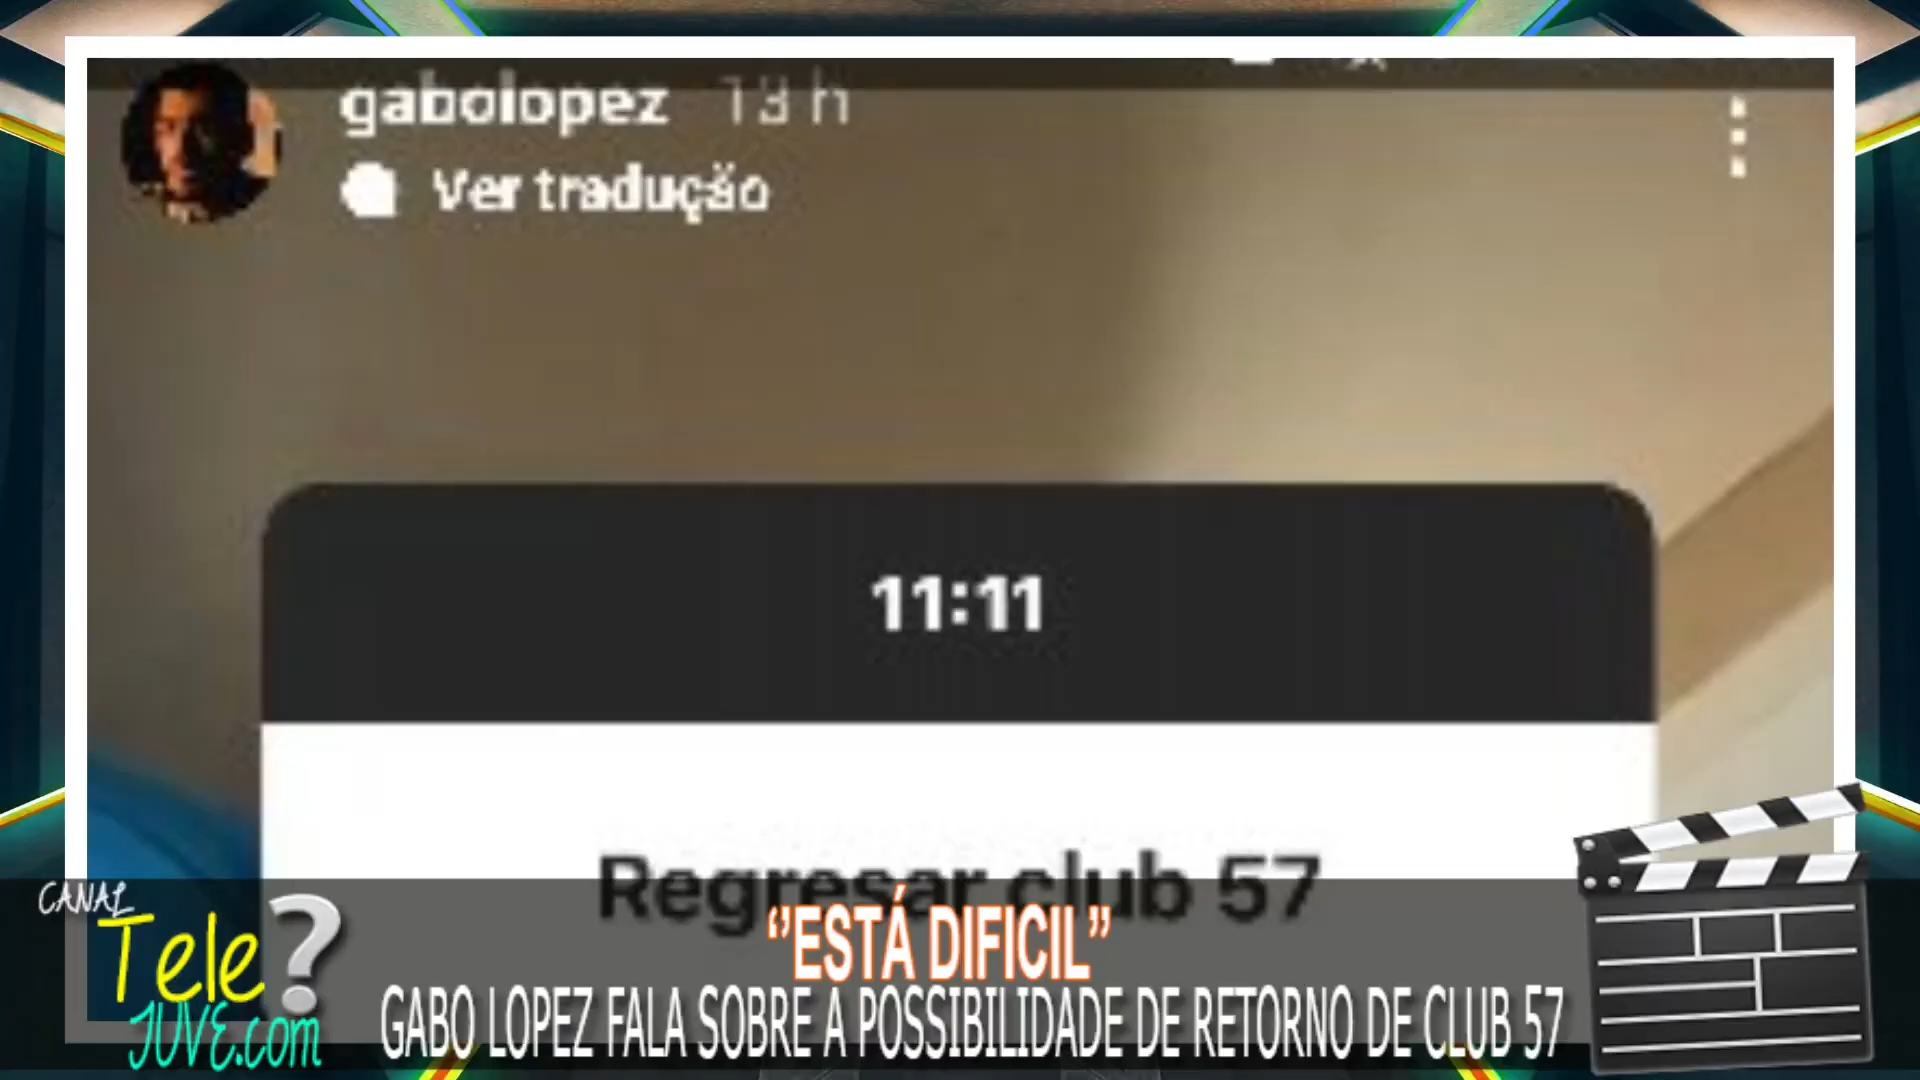 gabolopez 13 h
Ver tradução
11:11
Regresar club 57
CANAL
Tele?
JUVE.com
‘’ESTÁ DIFICIL’’
GABO LOPEZ FALA SOBRE A POSSIBILIDADE DE RETORNO DE CLUB 57